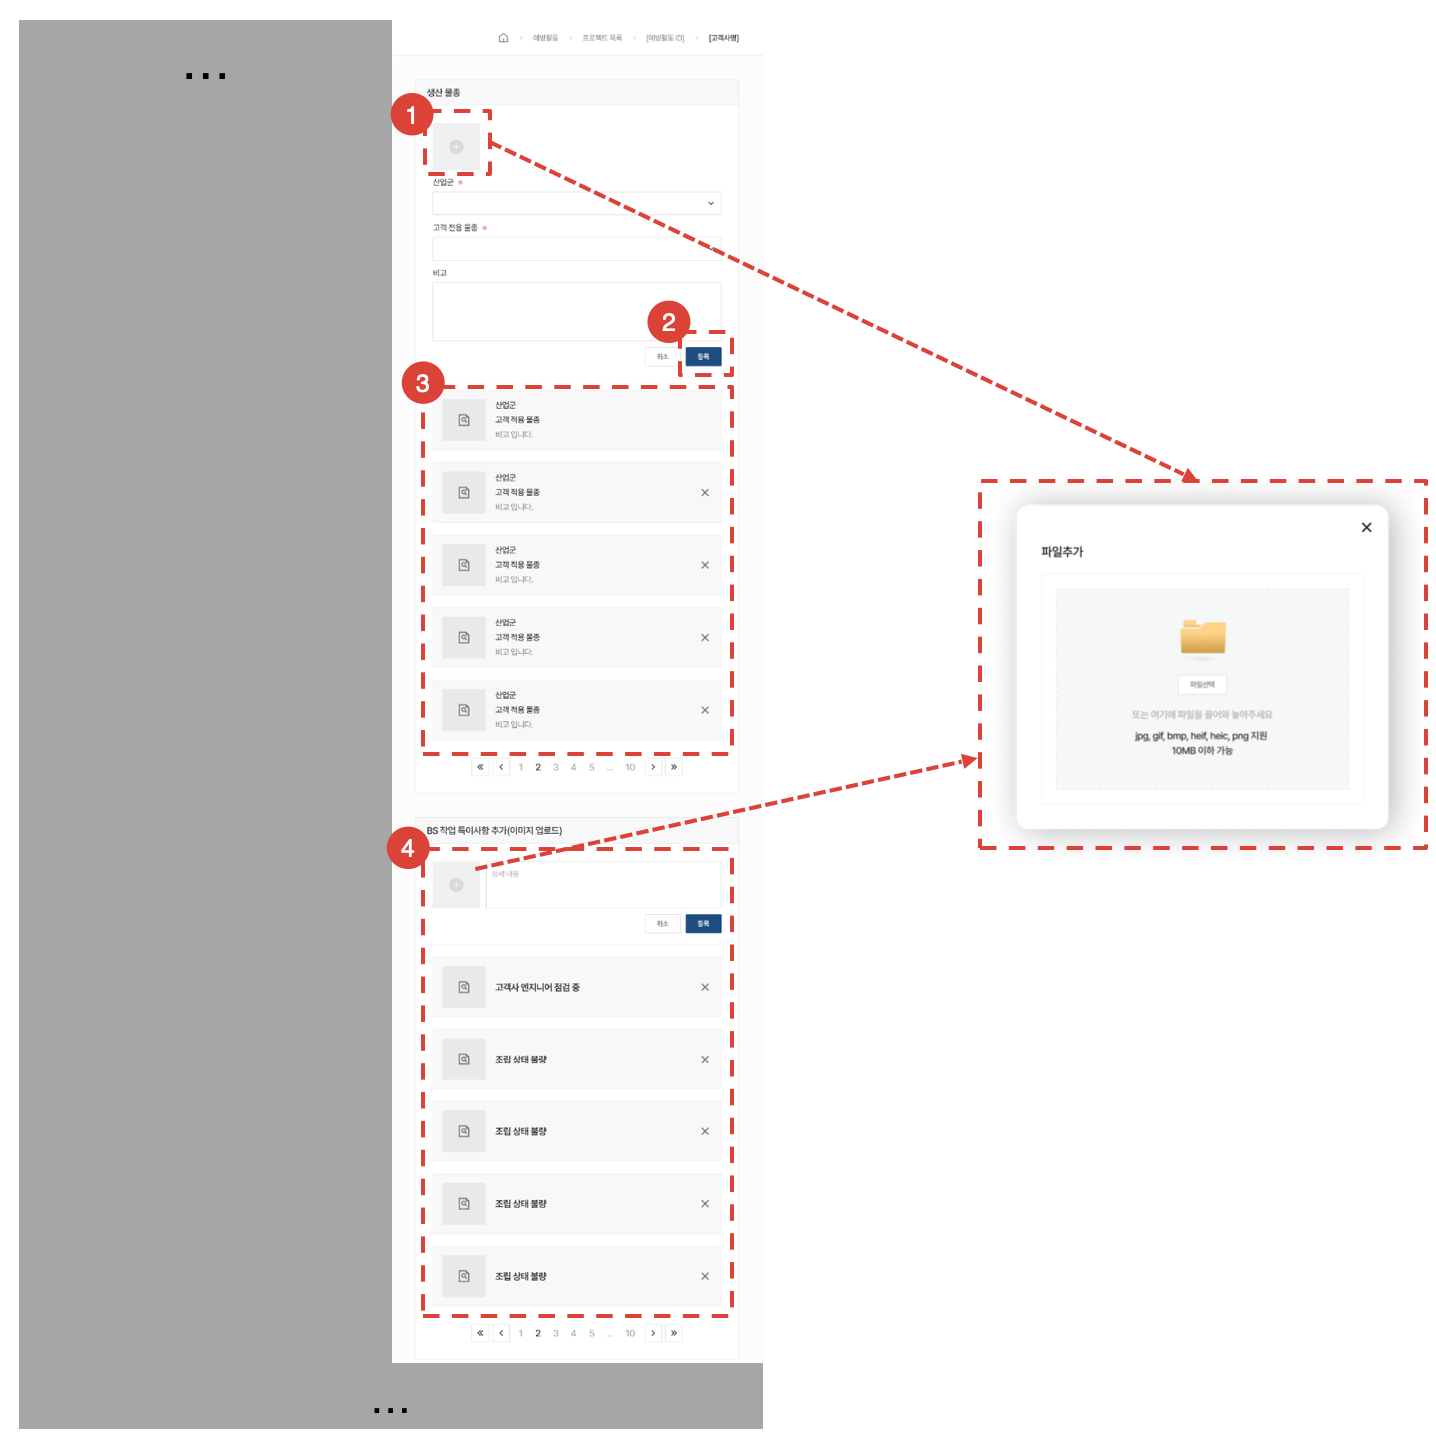 예방활동 › 프로젝트 목록 › [예방활동 ID] › [고객사명]
...
생산 물종
1
산업군 *
고객 전용 물종 *
비고
2
취소 등록
3
산업군
고객 적용 물종
비고 입니다.
산업군
고객 적용 물종
비고 입니다.
산업군
고객 적용 물종
비고 입니다.
산업군
고객 적용 물종
비고 입니다.
산업군
고객 적용 물종
비고 입니다.
« ‹ 1 2 3 4 5 ... 10 › »
파일추가
파일선택
또는 여기에 파일을 끌어와 놓아주세요
jpg, gif, bmp, heif, heic, png 지원
10MB 이하 가능
BS 작업 특이사항 추가(이미지 업로드)
4
상세 내용
취소 등록
고객사 엔지니어 점검 중
조립 상태 불량
조립 상태 불량
조립 상태 불량
조립 상태 불량
« ‹ 1 2 3 4 5 ... 10 › »
...